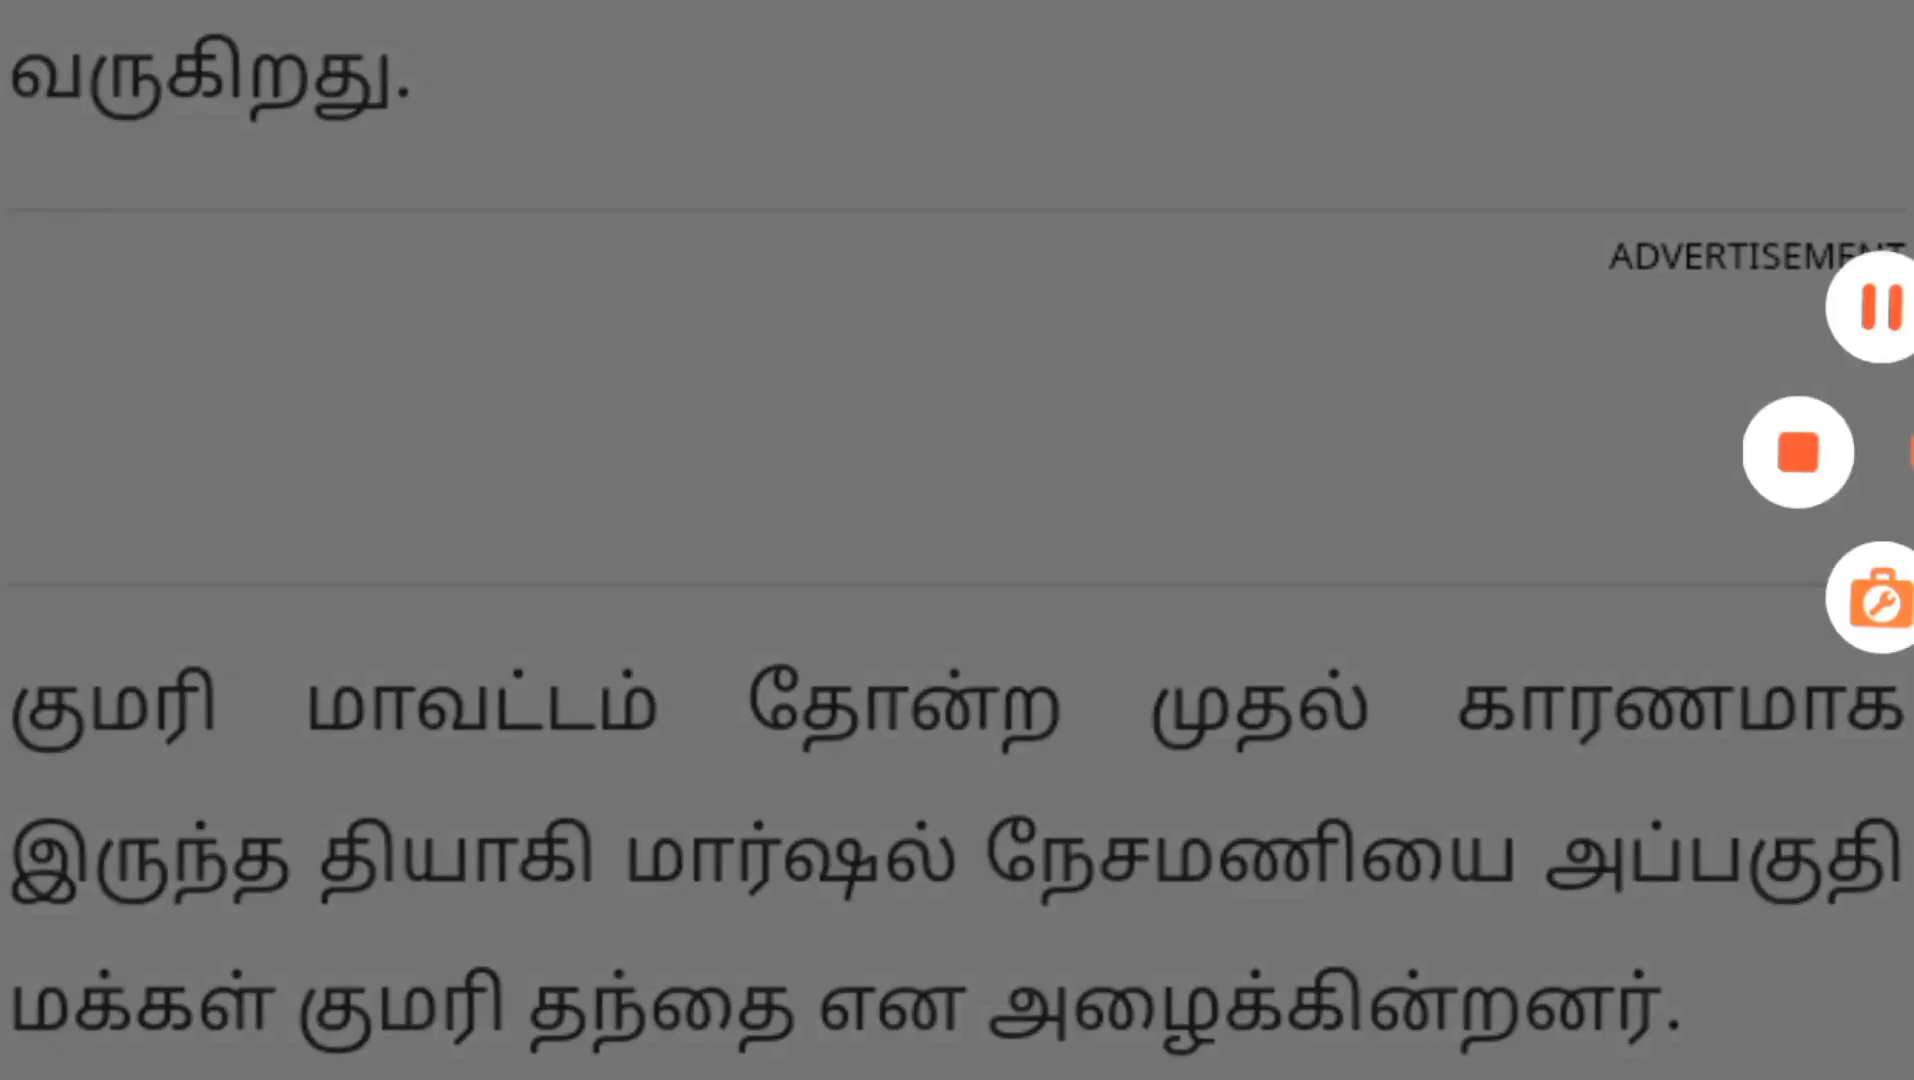 வருகிறது.
ADVERTISEMENT
குமரி மாவட்டம் தோன்ற முதல் காரணமாக
இருந்த தியாகி மார்ஷல் நேசமணியை அப்பகுதி
மக்கள் குமரி தந்தை என அழைக்கின்றனர்.